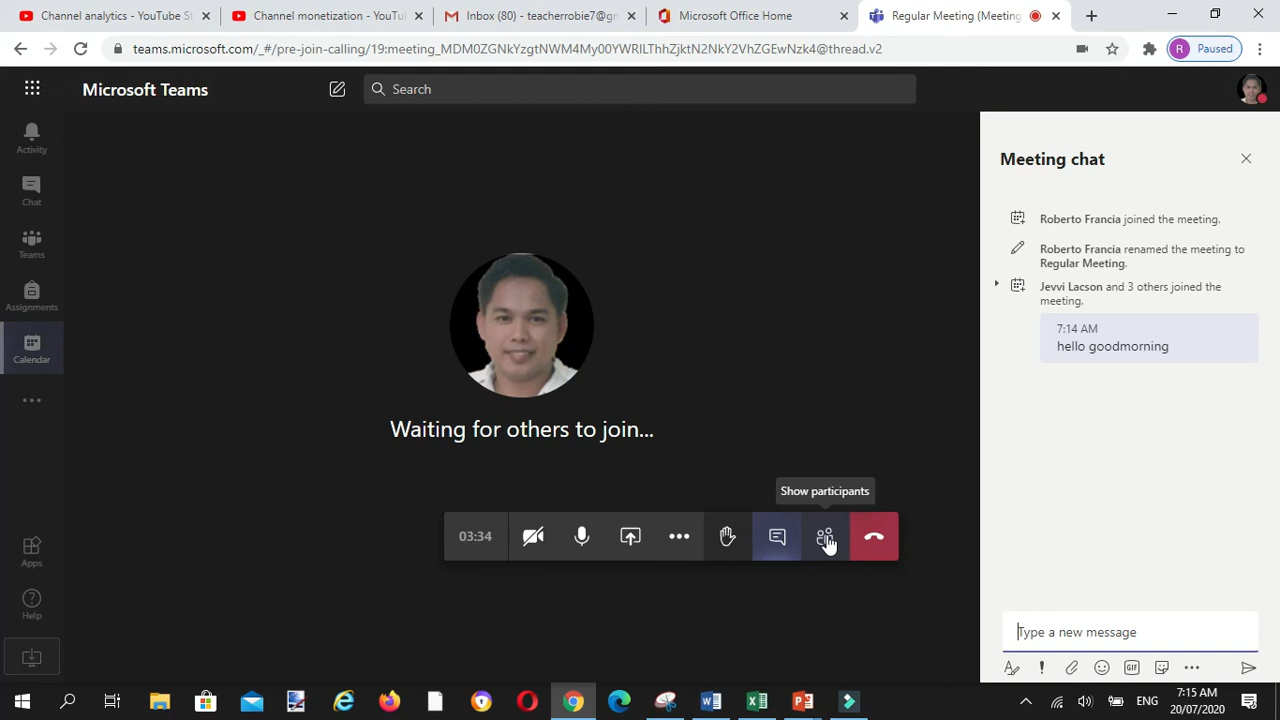 Channel analytics - YouTube St
Channel monetization - YouTu
Inbox (80) - teacherrobie7@gm
Microsoft Office Home
Regular Meeting (Meeting
teams.microsoft.com/_#/pre-join-calling/19:meeting_MDM0ZGNkYzgtNWM4My00YWRlLThhZjktN2NkY2VhZGEwNzk4@thread.v2
R Paused
Microsoft Teams
Search
Activity
Chat
Teams
Assignments
Calendar
Apps
Help
Waiting for others to join...
Show participants
03:34
Meeting chat
Roberto Francia joined the meeting.
Roberto Francia renamed the meeting to
Regular Meeting.
Jevvi Lacson and 3 others joined the
meeting.
7:14 AM
hello goodmorning
Type a new message
GIF
ENG
7:15 AM
20/07/2020